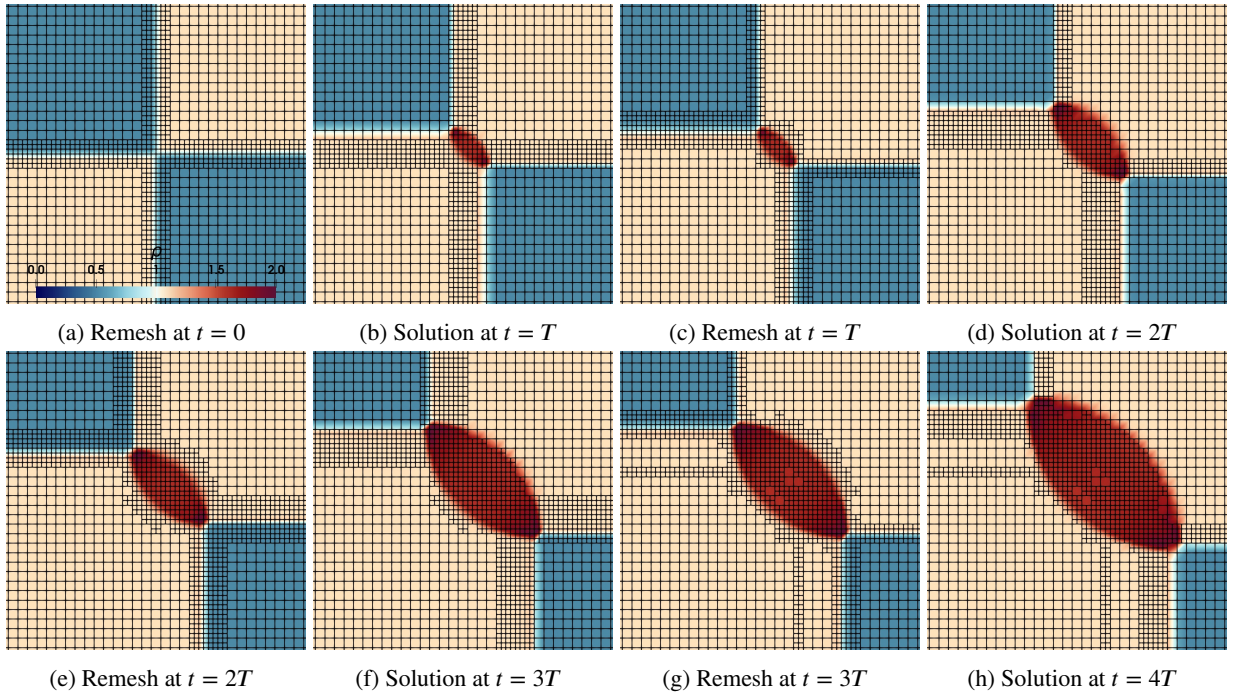 ρ
0.0 0.5 1.5 2.0
(a) Remesh at t = 0
(b) Solution at t = T
(c) Remesh at t = T
(d) Solution at t = 2T
(e) Remesh at t = 2T
(f) Solution at t = 3T
(g) Remesh at t = 3T
(h) Solution at t = 4T